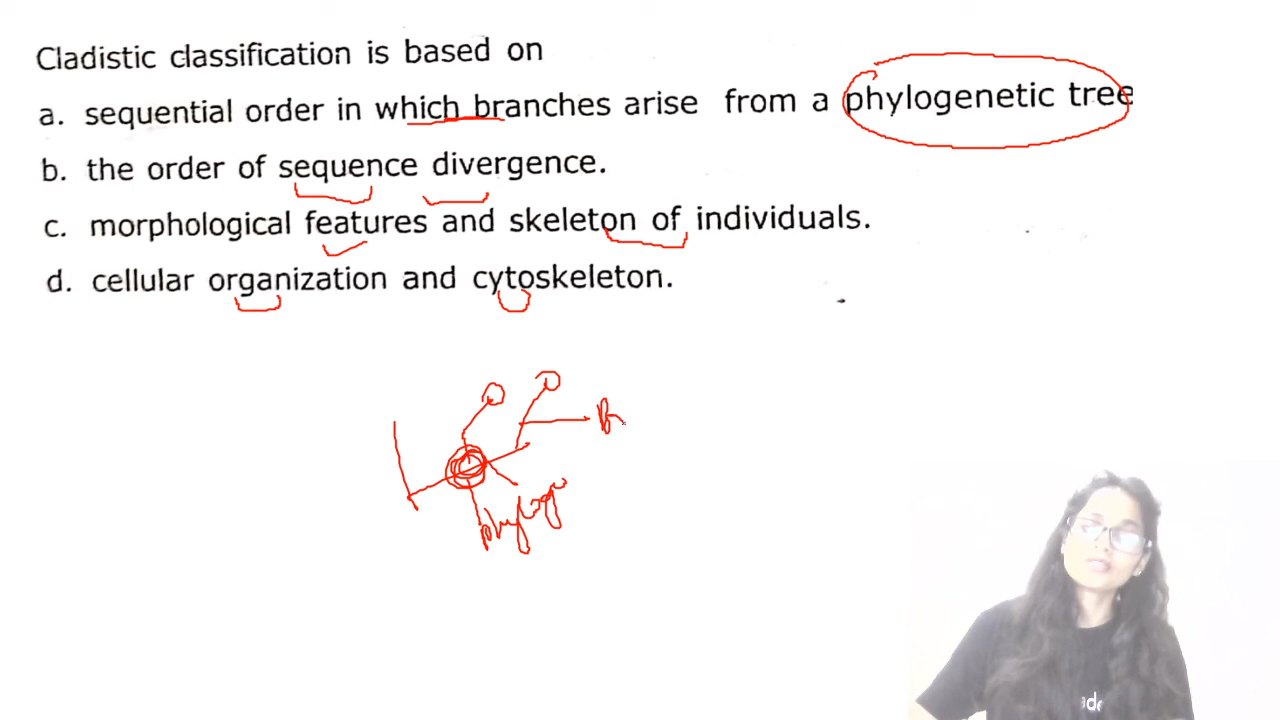 Cladistic classification is based on
a. sequential order in which branches arise from a phylogenetic tree
b. the order of sequence divergence.
c. morphological features and skeleton of individuals.
d. cellular organization and cytoskeleton.